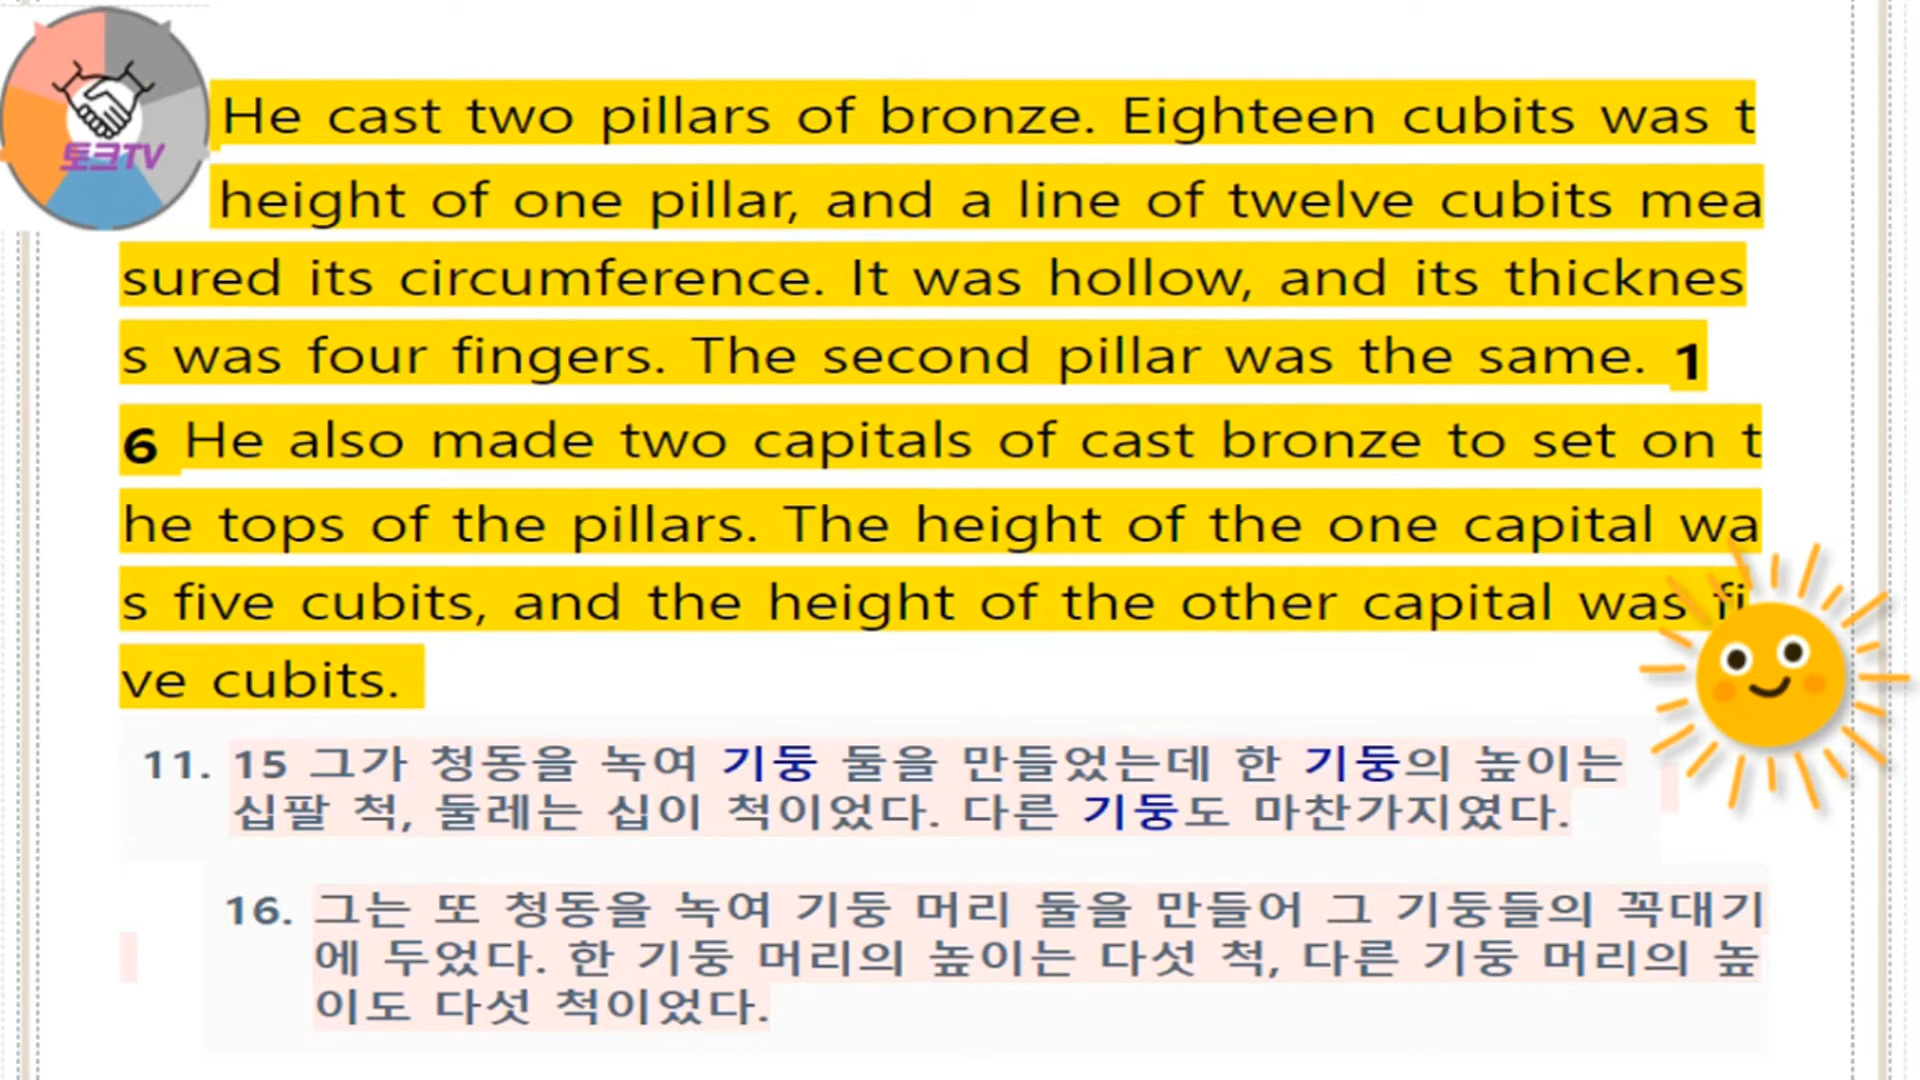 토크TV
He cast two pillars of bronze. Eighteen cubits was t
height of one pillar, and a line of twelve cubits mea
sured its circumference. It was hollow, and its thicknes
s was four fingers. The second pillar was the same. 1
6 He also made two capitals of cast bronze to set on t
he tops of the pillars. The height of the one capital wa
s five cubits, and the height of the other capital was fi
ve cubits.
11. 15 그가 청동을 녹여 기둥 둘을 만들었는데 한 기둥의 높이는
십팔 척, 둘레는 십이 척이었다. 다른 기둥도 마찬가지였다.
16. 그는 또 청동을 녹여 기둥 머리 둘을 만들어 그 기둥들의 꼭대기
에 두었다. 한 기둥 머리의 높이는 다섯 척, 다른 기둥 머리의 높
이도 다섯 척이었다.